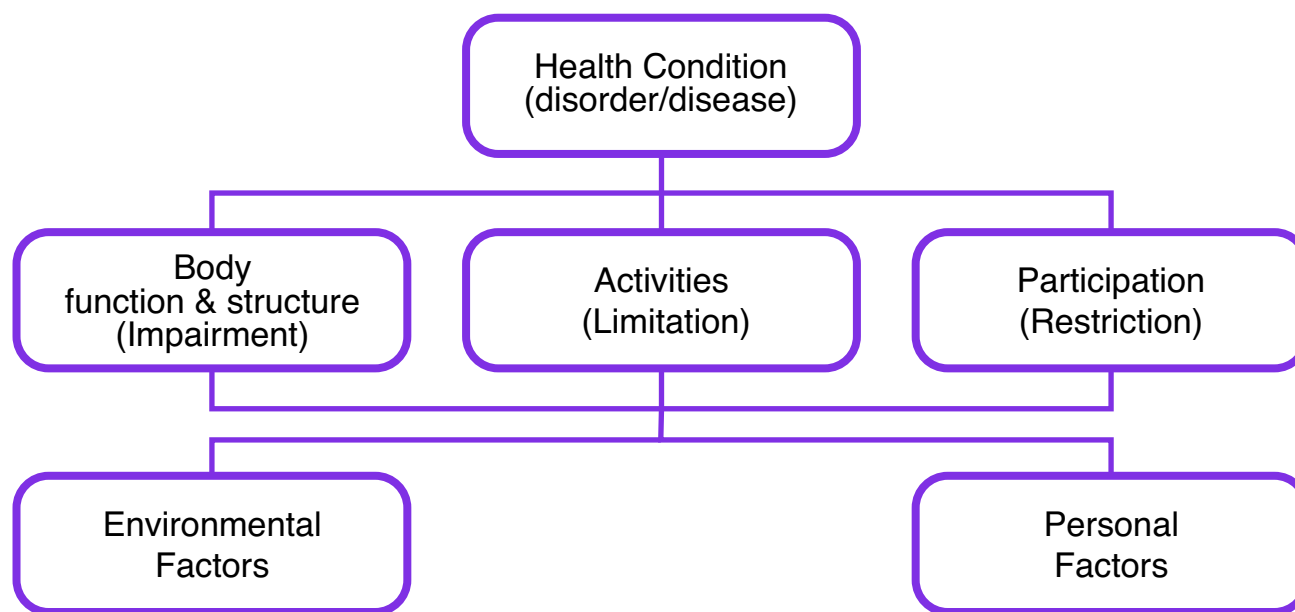 Health Condition
(disorder/disease)
Body
function & structure
(Impairment)
Activities
(Limitation)
Participation
(Restriction)
Environmental
Factors
Personal
Factors